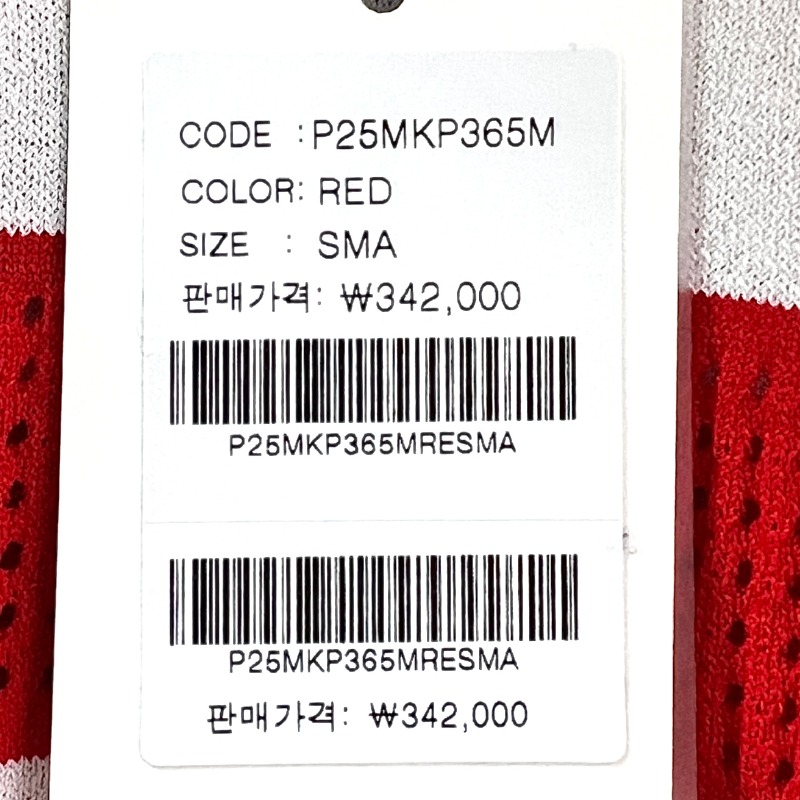 CODE : P25MKP365M
COLOR: RED
SIZE : SMA
판매가격: ₩342,000
P25MKP365MRESMA
P25MKP365MRESMA
판매가격: ₩342,000